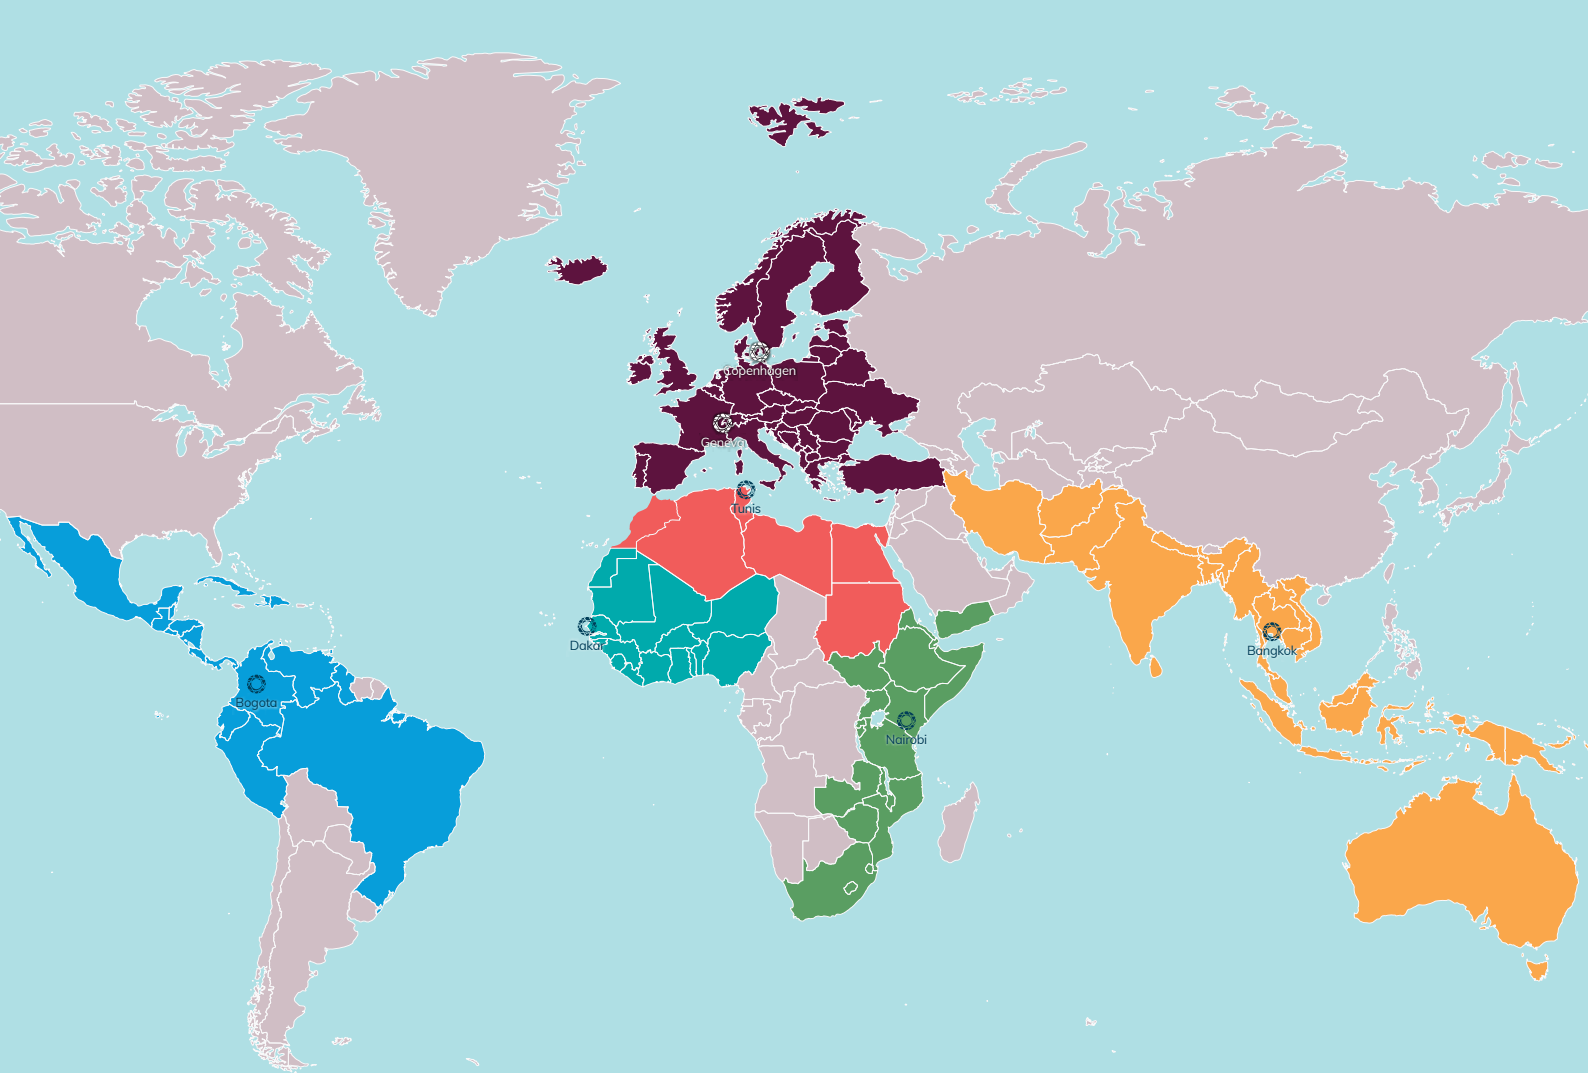 Copenhagen
Geneva
Tunis
Dakar
Bangkok
Bogota
Nairobi